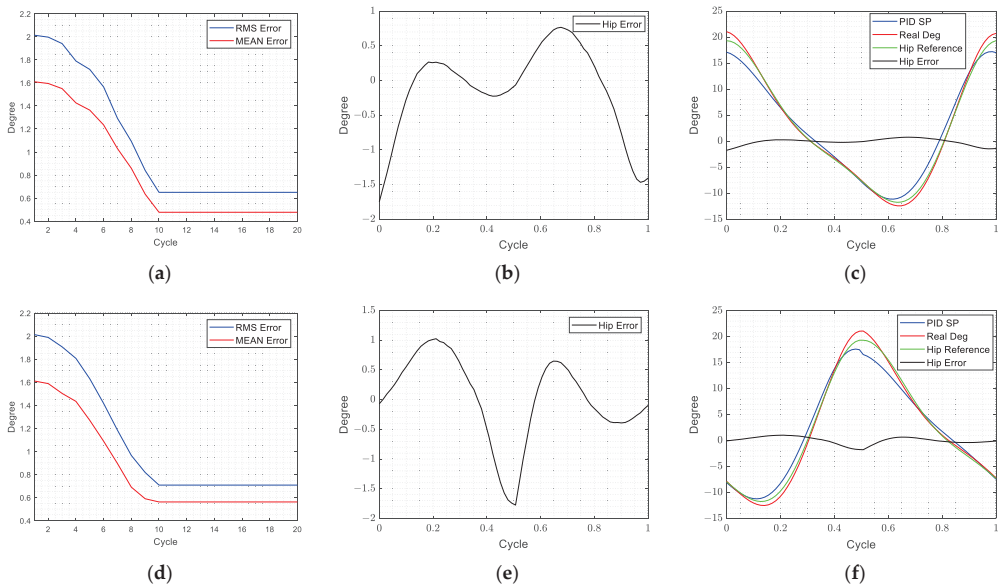 2.2
2
1.8
1.6
1.4
1.2
1
0.8
0.6
0.4
Degree
RMS Error
MEAN Error
2 4 6 8 10 12 14 16 18 20
Cycle
(a)
1
0.5
0
−0.5
−1
−1.5
−2
Degree
Hip Error
0 0.2 0.4 0.6 0.8 1
Cycle
(b)
25
20
15
10
5
0
−5
−10
−15
Degree
PID SP
Real Deg
Hip Reference
Hip Error
0 0.2 0.4 0.6 0.8 1
Cycle
(c)
2.2
2
1.8
1.6
1.4
1.2
1
0.8
0.6
0.4
Degree
RMS Error
MEAN Error
2 4 6 8 10 12 14 16 18 20
Cycle
(d)
1.5
1
0.5
0
−0.5
−1
−1.5
−2
Degree
Hip Error
0 0.2 0.4 0.6 0.8 1
Cycle
(e)
25
20
15
10
5
0
−5
−10
−15
Degree
PID SP
Real Deg
Hip Reference
Hip Error
0 0.2 0.4 0.6 0.8 1
Cycle
(f)